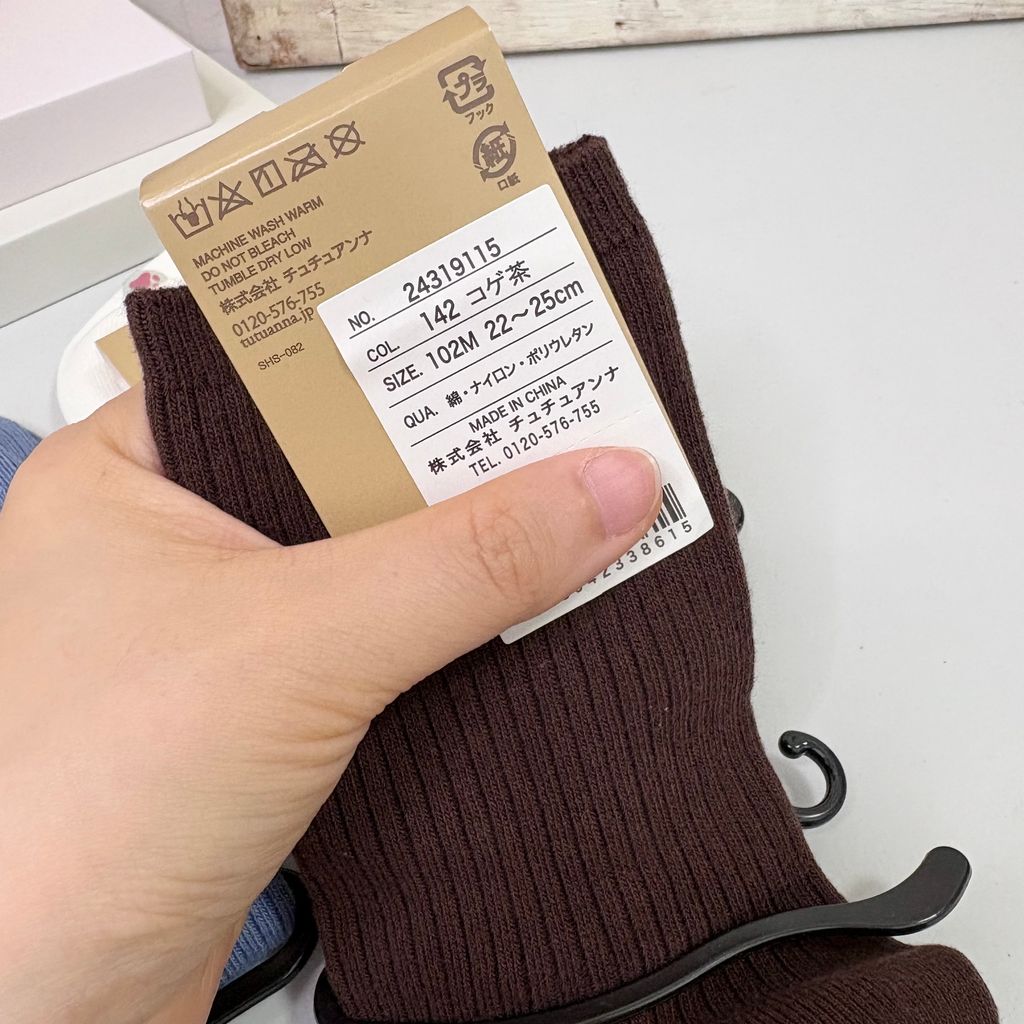 プラ
フック
紙
口紙
MACHINE WASH WARM
DO NOT BLEACH
TUMBLE DRY LOW
株式会社 チュチュアンナ
0120-576-755
tutuanna.jp
SHS-082
NO. 24319115
COL. 142 コゲ茶
SIZE. 102M 22～25cm
QUA. 綿・ナイロン・ポリウレタン
MADE IN CHINA
株式会社 チュチュアンナ
TEL. 0120-576-755
42338615